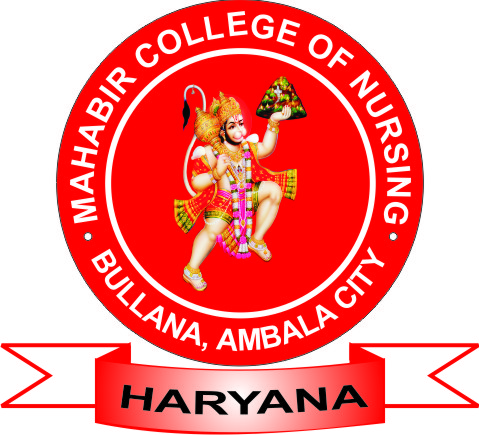 MAHABIR COLLEGE OF NURSING
BULLANA, AMBALA CITY
HARYANA